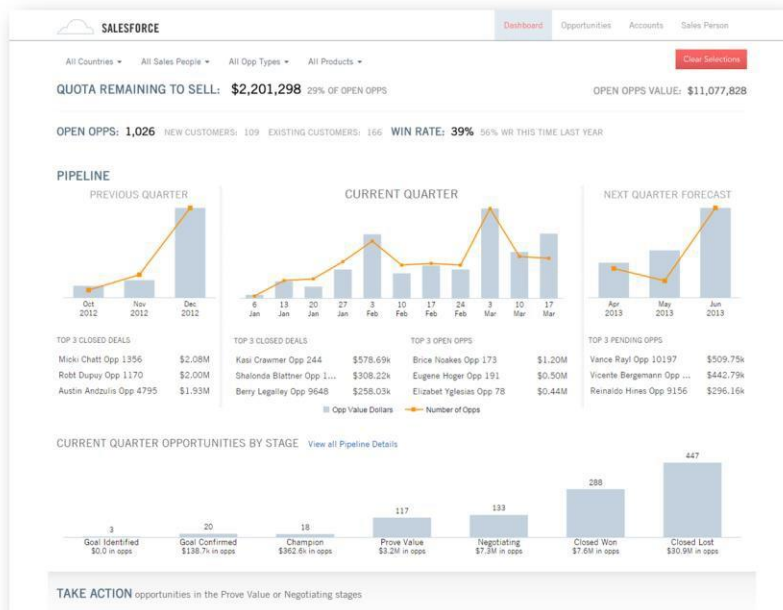 SALESFORCE
Dashboard Opportunities Accounts Sales Person
All Countries All Sales People All Opp Types All Products
Clear Selections
QUOTA REMAINING TO SELL: $2,201,298 29% OF OPEN OPPS
OPEN OPPS VALUE: $11,077,828
OPEN OPPS: 1,026 NEW CUSTOMERS: 109 EXISTING CUSTOMERS: 166 WIN RATE: 39% 56% WR THIS TIME LAST YEAR
PIPELINE
PREVIOUS QUARTER
Oct 2012
Nov 2012
Dec 2012
TOP 3 CLOSED DEALS
Micki Chatt Opp 1356 $2.08M
Robt Dupuy Opp 1170 $2.00M
Austin Andzulis Opp 4795 $1.93M
CURRENT QUARTER
6 Jan
13 Jan
20 Jan
27 Jan
3 Feb
10 Feb
17 Feb
24 Feb
3 Mar
10 Mar
17 Mar
TOP 3 CLOSED DEALS
Kasi Crawmer Opp 244 $578.69k
Shalonda Blattner Opp 1... $308.22k
Berry Legalley Opp 9648 $258.03k
TOP 3 OPEN OPPS
Brice Noakes Opp 173 $1.20M
Eugene Hoger Opp 191 $0.50M
Elizabet Yglesias Opp 78 $0.44M
Opp Value Dollars Number of Opps
NEXT QUARTER FORECAST
Apr 2013
May 2013
Jun 2013
TOP 3 PENDING OPPS
Vance Rayl Opp 10197 $509.75k
Vicente Bergemann Opp ... $442.79k
Reinaldo Hines Opp 9156 $296.16k
CURRENT QUARTER OPPORTUNITIES BY STAGE View all Pipeline Details
3
Goal Identified
$0.0 in opps
20
Goal Confirmed
$138.7k in opps
18
Champion
$362.6k in opps
117
Prove Value
$3.2M in opps
133
Negotiating
$7.3M in opps
288
Closed Won
$7.6M in opps
447
Closed Lost
$30.9M in opps
TAKE ACTION opportunities in the Prove Value or Negotiating stages